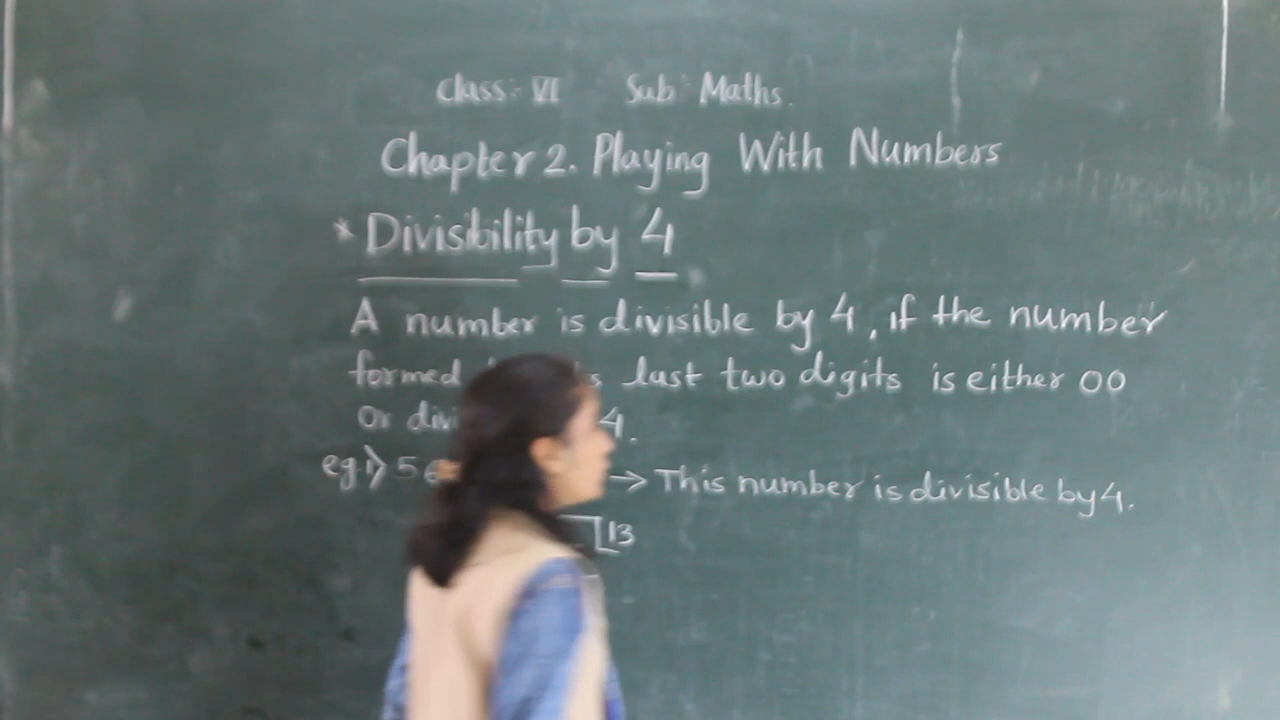 Class: VI Sub: Maths.
Chapter 2. Playing With Numbers
* Divisibility by 4
A number is divisible by 4, if the number
formed last two digits is either 00
Or 4.
eg 1) 5 → This number is divisible by 4.
13